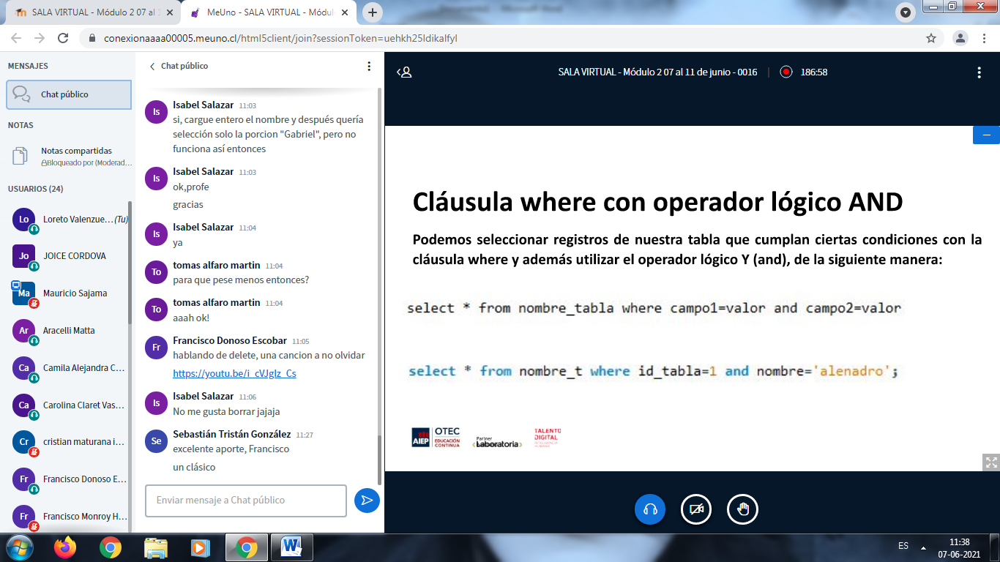 SALA VIRTUAL - Módulo 2 07 al 1
MeUno - SALA VIRTUAL - Módulo
conexionaaaa00005.meuno.cl/html5client/join?sessionToken=uehkh25ldikalfyl
MENSAJES
Chat público
NOTAS
Notas compartidas
Bloqueado por (Moderad...
USUARIOS (24)
Lo Loreto Valenzue... (Tu)
Jo JOICE CORDOVA
Ma Mauricio Sajama
Ar Aracelli Matta
Ca Camila Alejandra C...
Ca Carolina Claret Vas...
Cr cristian maturana i...
Fr Francisco Donoso E...
Fr Francisco Monroy H...
Chat público
Is Isabel Salazar 11:03
si, cargue entero el nombre y después quería
selección solo la porcion "Gabriel", pero no
funciona así entonces
Is Isabel Salazar 11:03
ok,profe
gracias
Is Isabel Salazar 11:04
ya
To tomas alfaro martin 11:04
para que pese menos entonces?
To tomas alfaro martin 11:04
aaah ok!
Fr Francisco Donoso Escobar 11:05
hablando de delete, una cancion a no olvidar
https://youtu.be/i_cVJgIz_Cs
Is Isabel Salazar 11:06
No me gusta borrar jajaja
Se Sebastián Tristán González 11:27
excelente aporte, Francisco
un clásico
Enviar mensaje a Chat público
SALA VIRTUAL - Módulo 2 07 al 11 de junio - 0016 186:58
Cláusula where con operador lógico AND
Podemos seleccionar registros de nuestra tabla que cumplan ciertas condiciones con la
cláusula where y además utilizar el operador lógico Y (and), de la siguiente manera:
select * from nombre_tabla where campo1=valor and campo2=valor
select * from nombre_t where id_tabla=1 and nombre='alenadro';
AIEP OTEC
EDUCACIÓN
CONTINUA
Partner
Laboratoria
TALENTO
DIGITAL
ES
11:38
07-06-2021